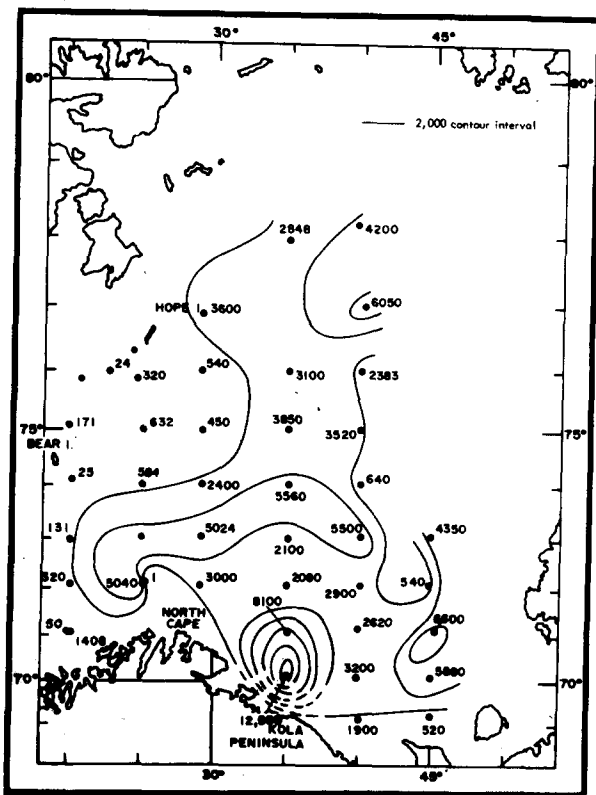 30° 45°
80° 80°
2,000 contour interval
2848 4200
6050
HOPE I. 3600
24 320 540 3100 2383
171 632 450 3850 3520
75° 75°
BEAR I.
25 584 2400 5560 640
131 5024 2100 5500 4350
320 5040 1 3000 2080 2900 540
8100
50 1408 NORTH CAPE 2620 6600
3200 5880
70° 70°
KOLA 1900 520
PENINSULA
30° 45°